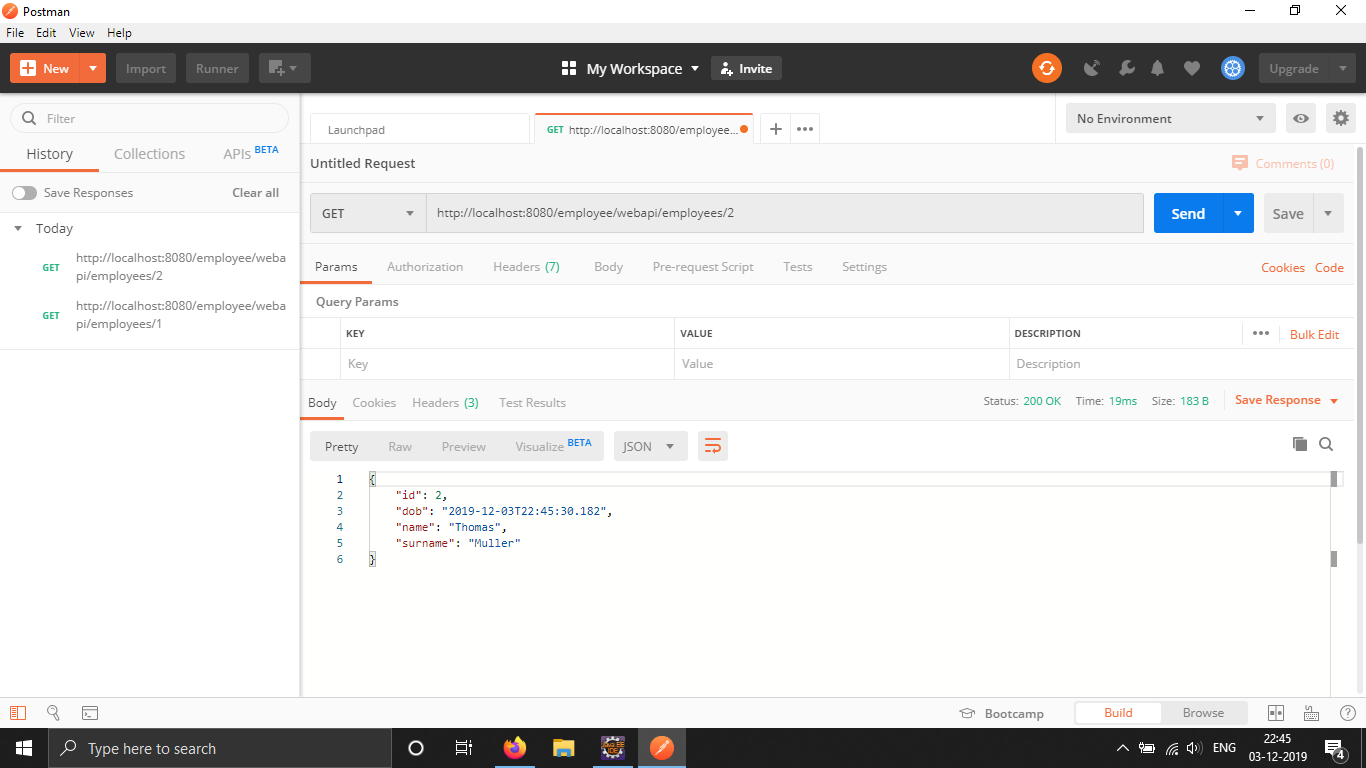 Postman
File Edit View Help
New Import Runner My Workspace Invite Upgrade
Filter
History Collections APIs BETA
Save Responses Clear all
Today
GET http://localhost:8080/employee/weba
pi/employees/2
GET http://localhost:8080/employee/weba
pi/employees/1
Launchpad GET http://localhost:8080/employee... No Environment
Untitled Request Comments (0)
GET http://localhost:8080/employee/webapi/employees/2 Send Save
Params Authorization Headers (7) Body Pre-request Script Tests Settings Cookies Code
Query Params
KEY VALUE DESCRIPTION Bulk Edit
Key Value Description
Body Cookies Headers (3) Test Results Status: 200 OK Time: 19ms Size: 183 B Save Response
Pretty Raw Preview Visualize BETA JSON
1 {
2 "id": 2,
3 "dob": "2019-12-03T22:45:30.182",
4 "name": "Thomas",
5 "surname": "Muller"
6 }
Bootcamp Build Browse
Type here to search
ENG 22:45
03-12-2019
4